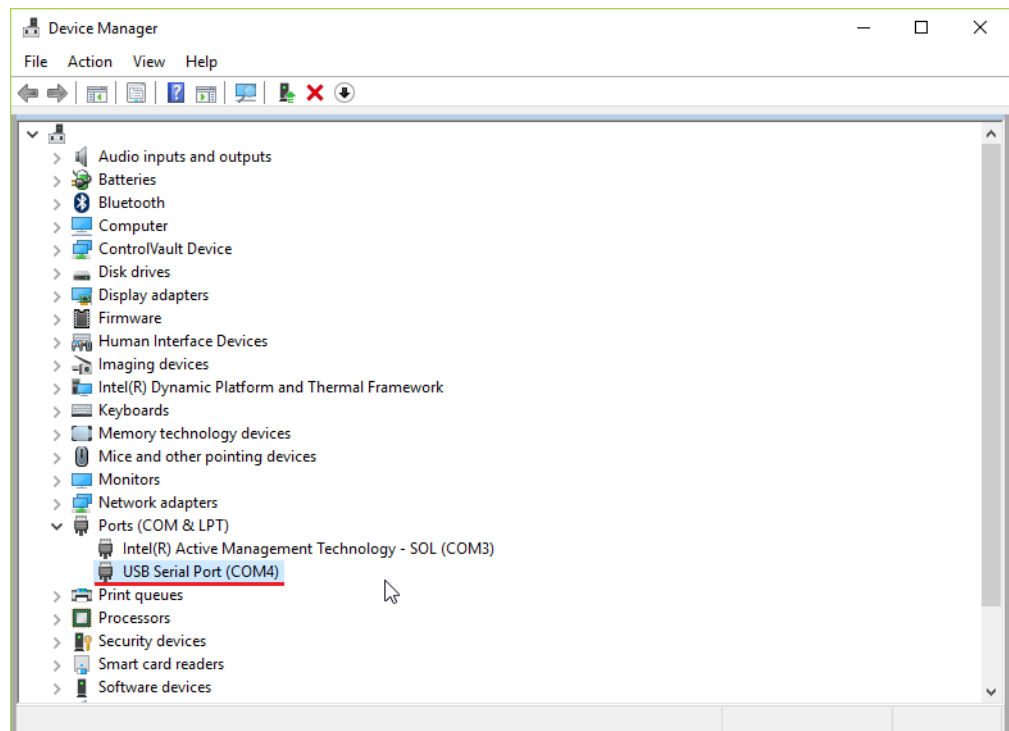 Device Manager
File Action View Help
Audio inputs and outputs
Batteries
Bluetooth
Computer
ControlVault Device
Disk drives
Display adapters
Firmware
Human Interface Devices
Imaging devices
Intel(R) Dynamic Platform and Thermal Framework
Keyboards
Memory technology devices
Mice and other pointing devices
Monitors
Network adapters
Ports (COM & LPT)
Intel(R) Active Management Technology - SOL (COM3)
USB Serial Port (COM4)
Print queues
Processors
Security devices
Smart card readers
Software devices